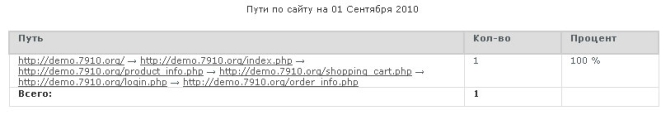 Пути по сайту на 01 Сентября 2010
Путь Кол-во Процент
http://demo.7910.org/ → http://demo.7910.org/index.php → 1 100 %
http://demo.7910.org/product_info.php → http://demo.7910.org/shopping_cart.php →
http://demo.7910.org/login.php → http://demo.7910.org/order_info.php
Всего: 1